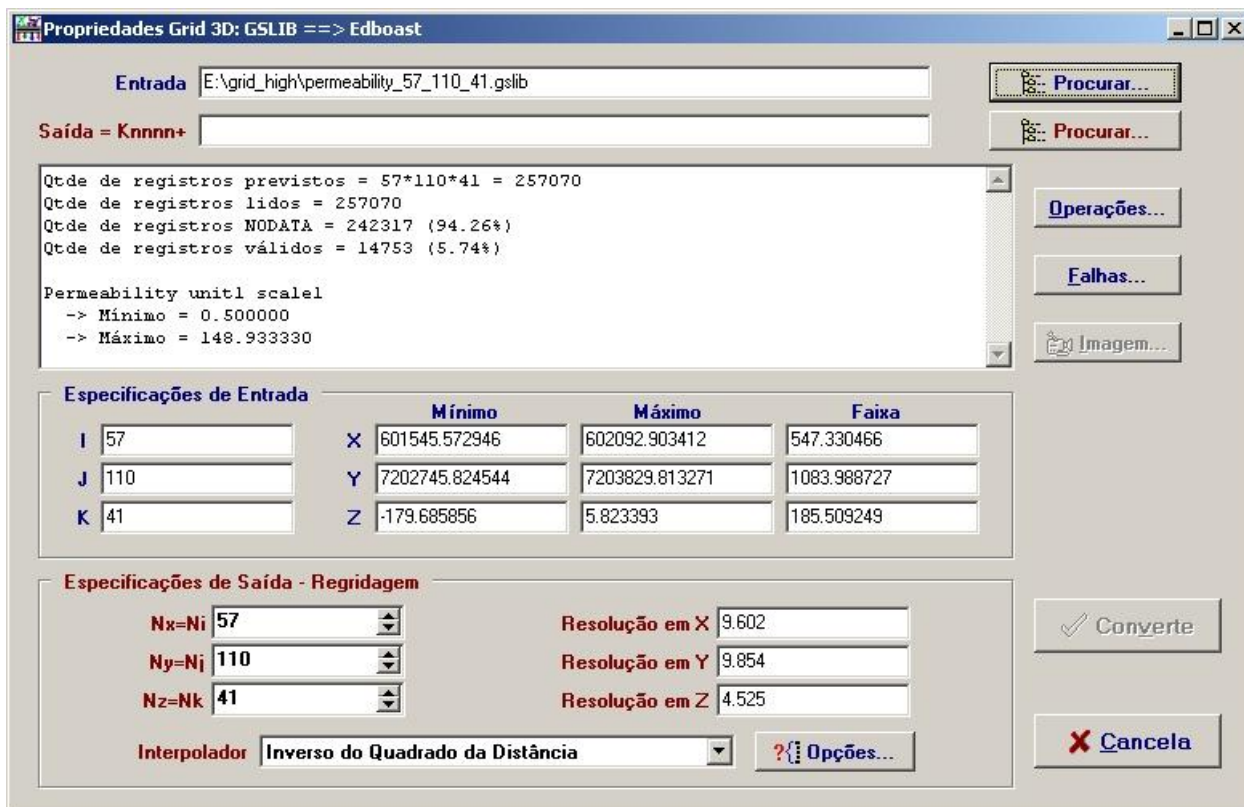 Propriedades Grid 3D: GSLIB ==> Edboast
Entrada E:\grid_high\permeability_57_110_41.gslib Procurar...
Saída = Knnnn+ Procurar...
Qtde de registros previstos = 57*110*41 = 257070
Qtde de registros lidos = 257070
Qtde de registros NODATA = 242317 (94.26%)
Qtde de registros válidos = 14753 (5.74%)
Permeability unit1 scale1
-> Mínimo = 0.500000
-> Máximo = 148.933330
Operações...
Falhas...
Imagem...
Especificações de Entrada
Mínimo Máximo Faixa
I 57 X 601545.572946 602092.903412 547.330466
J 110 Y 7202745.824544 7203829.813271 1083.988727
K 41 Z -179.685856 5.823393 185.509249
Especificações de Saída - Regridagem
Nx=Ni 57 Resolução em X 9.602
Ny=Nj 110 Resolução em Y 9.854
Nz=Nk 41 Resolução em Z 4.525
Interpolador Inverso do Quadrado da Distância ?{ Opções...
Converte
Cancela